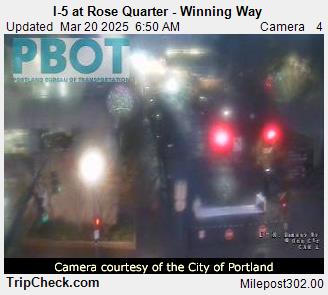 I-5 at Rose Quarter - Winning Way
Updated Mar 20 2025 6:50 AM
Camera 4
PBOT
PORTLAND BUREAU OF TRANSPORTATION
Camera courtesy of the City of Portland
TripCheck.com
Milepost302.00